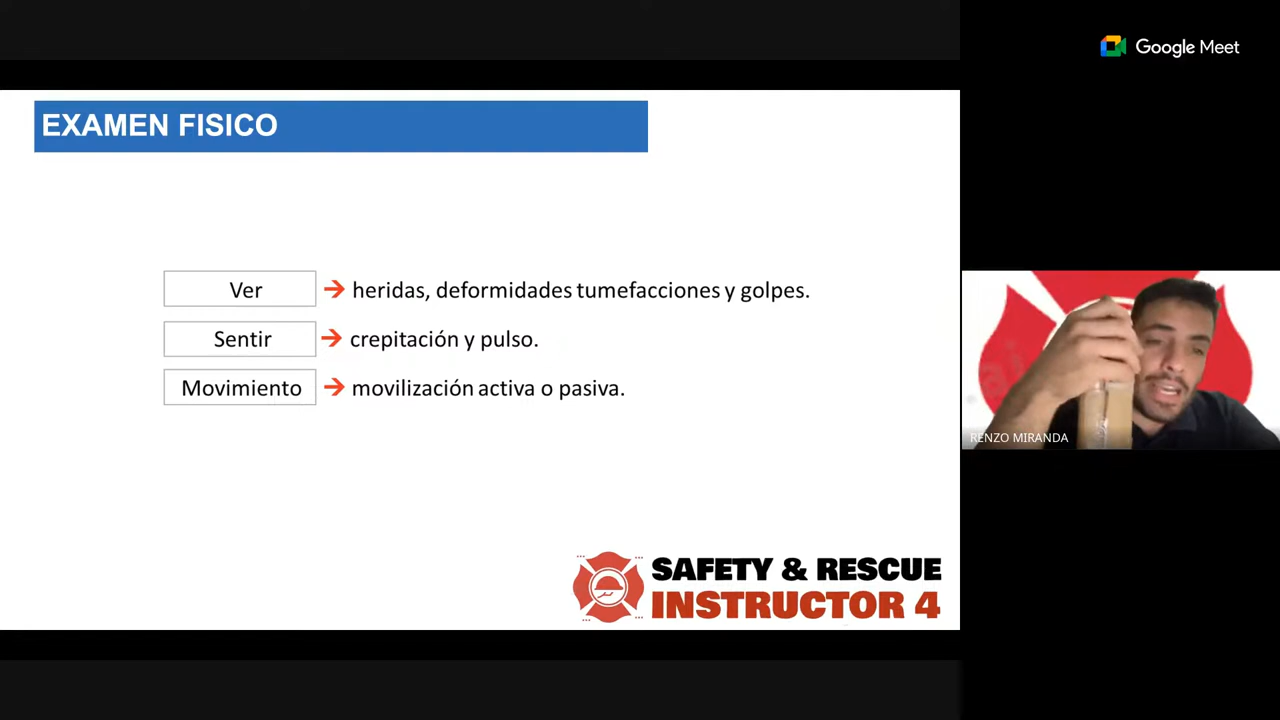 Google Meet
EXAMEN FISICO
Ver → heridas, deformidades tumefacciones y golpes.
Sentir → crepitación y pulso.
Movimiento → movilización activa o pasiva.
RENZO MIRANDA
SAFETY & RESCUE
INSTRUCTOR 4